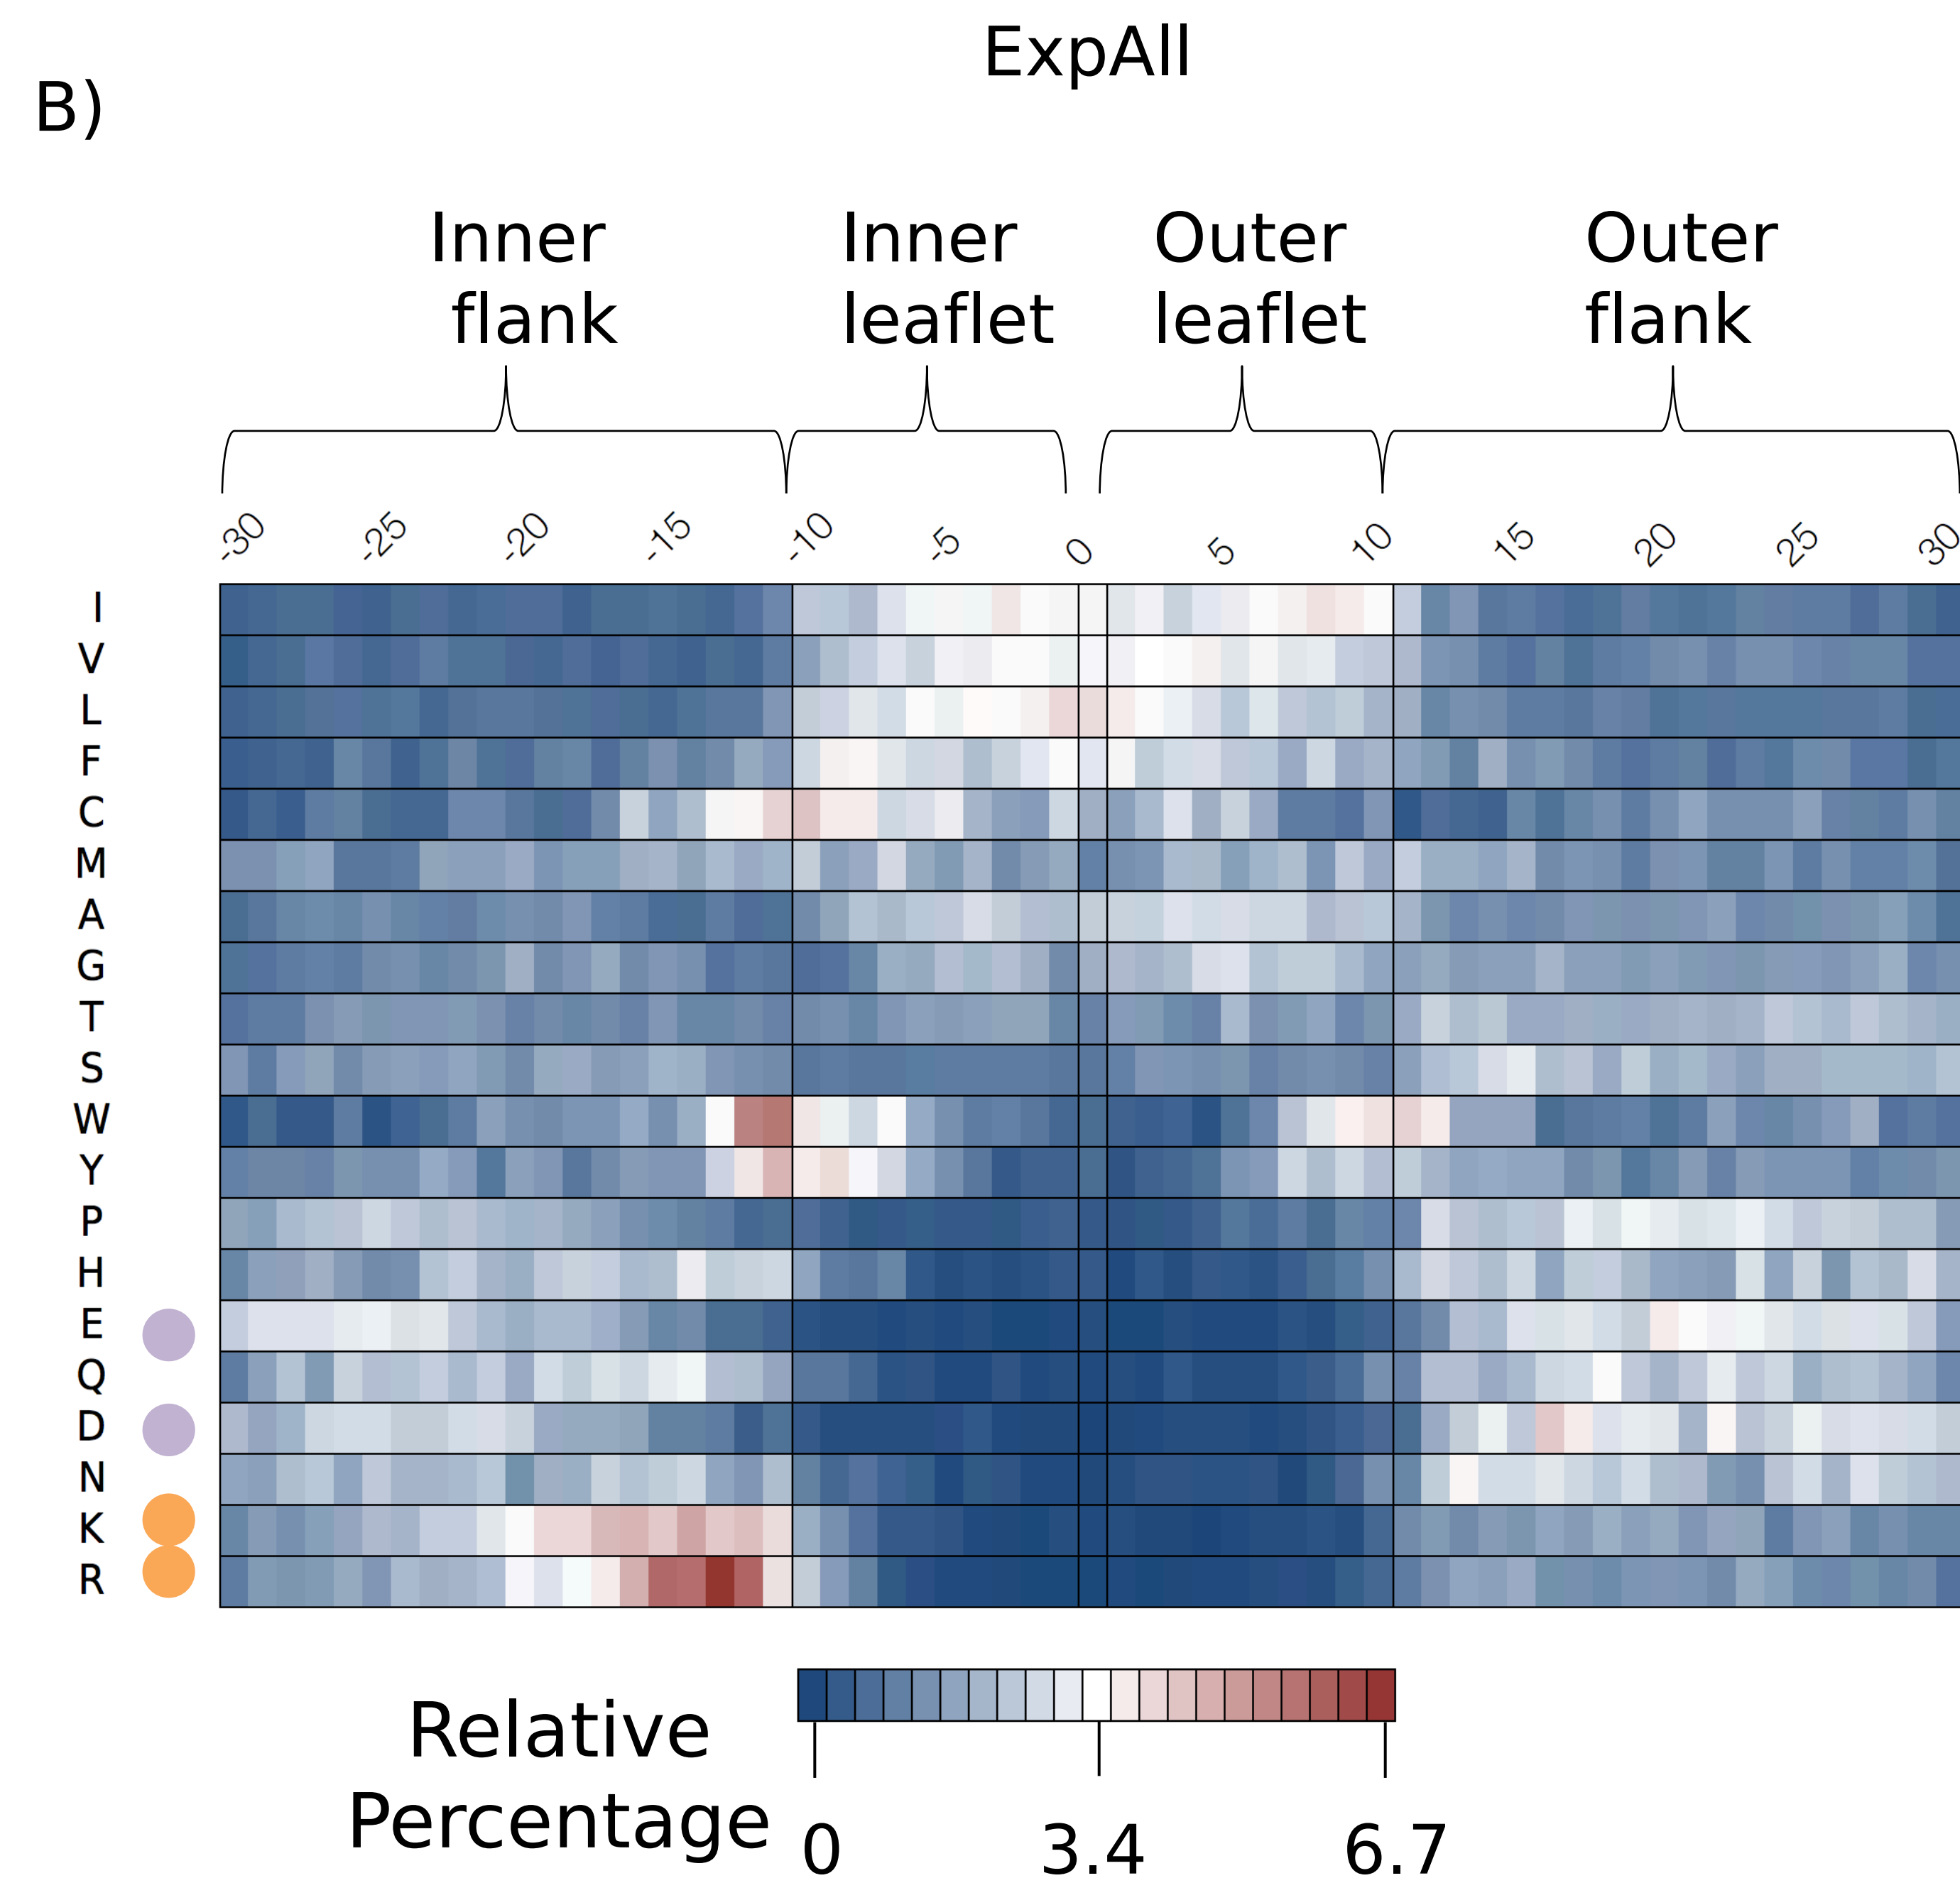 ExpAll
B)
Inner flank
Inner leaflet
Outer leaflet
Outer flank
-30 -25 -20 -15 -10 -5 0 5 10 15 20 25 30
I
V
L
F
C
M
A
G
T
S
W
Y
P
H
E
Q
D
N
K
R
Relative
Percentage
0 3.4 6.7